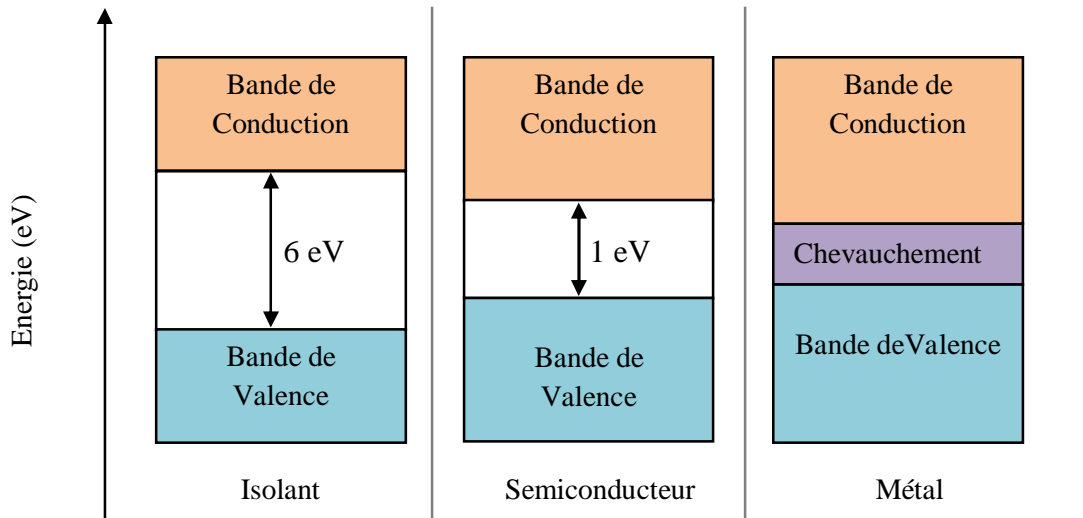 Energie (eV)
Bande de
Conduction
6 eV
Bande de
Valence
Isolant
Bande de
Conduction
1 eV
Bande de
Valence
Semiconducteur
Bande de
Conduction
Chevauchement
Bande deValence
Métal